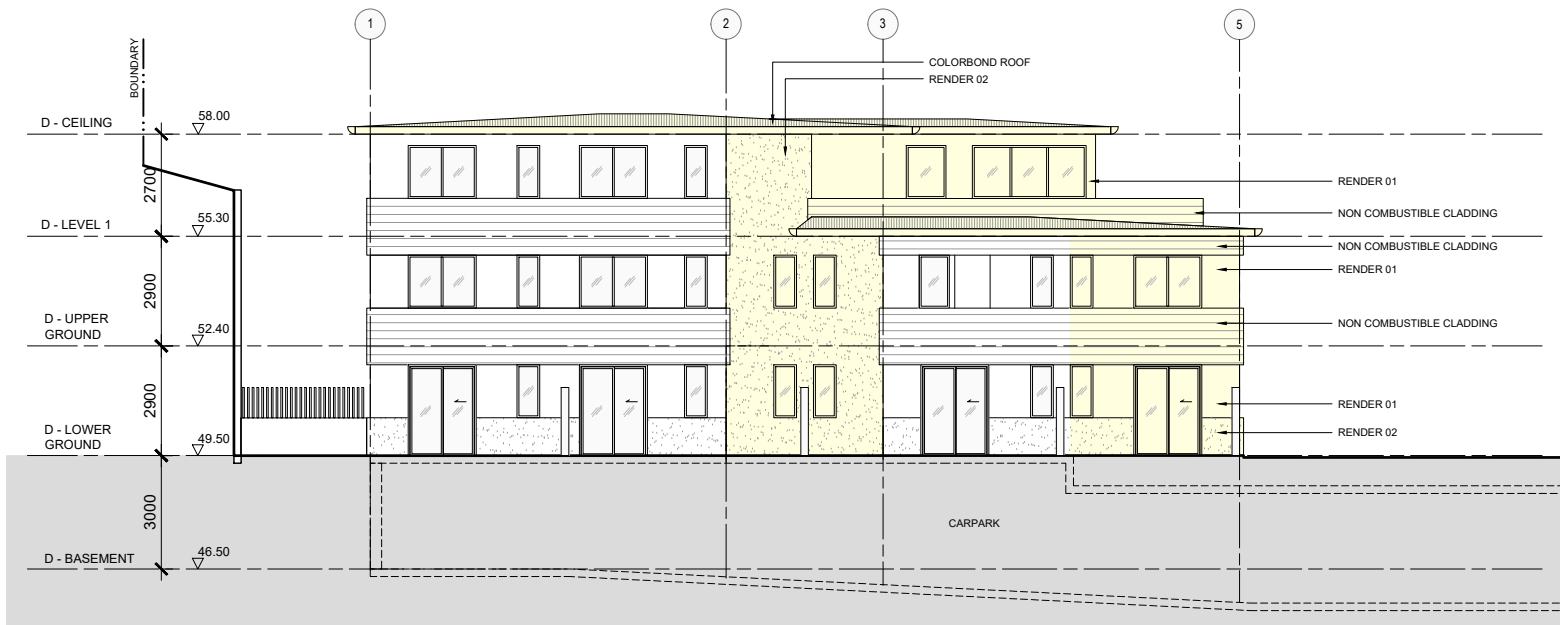 1
2
3
5
BOUNDARY
COLORBOND ROOF
RENDER 02
D - CEILING
58.00
2700
RENDER 01
NON COMBUSTIBLE CLADDING
D - LEVEL 1
55.30
NON COMBUSTIBLE CLADDING
RENDER 01
2900
D - UPPER
GROUND
52.40
NON COMBUSTIBLE CLADDING
2900
RENDER 01
D - LOWER
GROUND
49.50
RENDER 02
3000
CARPARK
D - BASEMENT
46.50